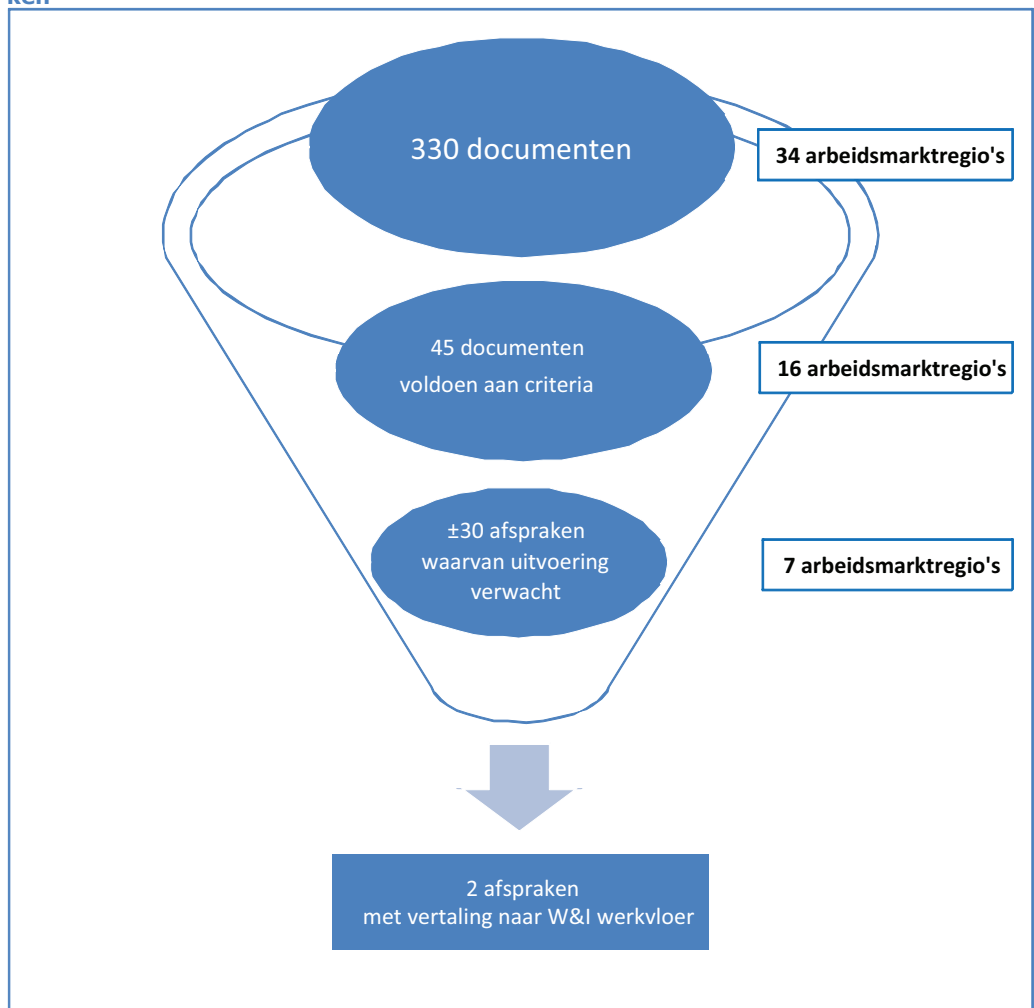 330 documenten
34 arbeidsmarktregio's
45 documenten
voldoen aan criteria
16 arbeidsmarktregio's
±30 afspraken
waarvan uitvoering
verwacht
7 arbeidsmarktregio's
2 afspraken
met vertaling naar W&I werkvloer